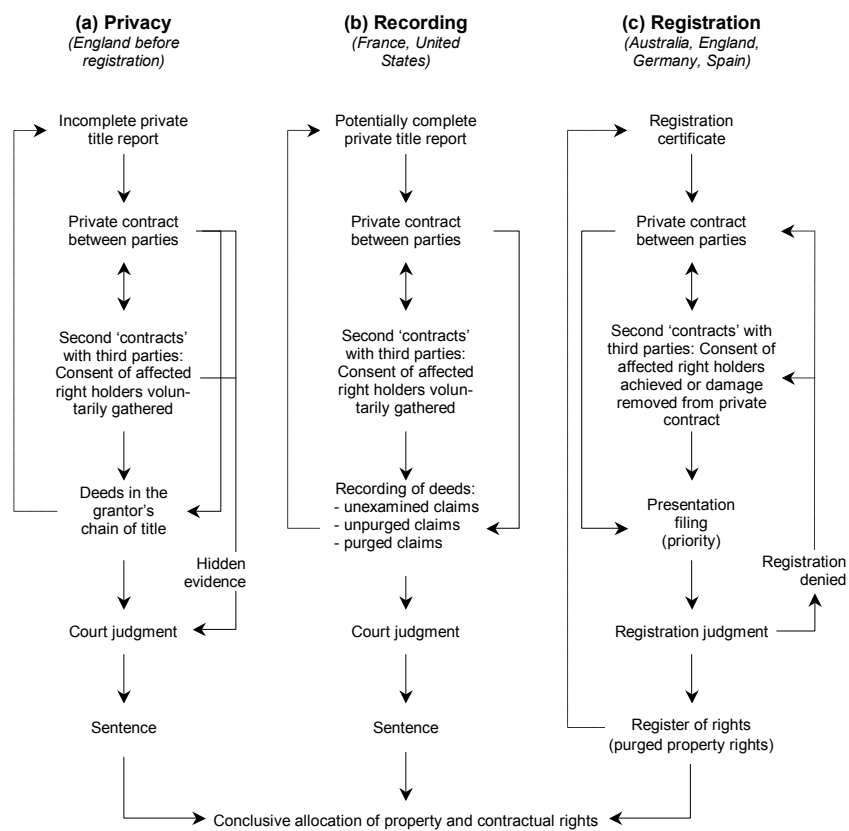 (a) Privacy
(England before
registration)
Incomplete private
title report
Private contract
between parties
Second ‘contracts’
with third parties:
Consent of affected
right holders volun-
tarily gathered
Deeds in the
grantor’s
chain of title
Hidden
evidence
Court judgment
Sentence
(b) Recording
(France, United
States)
Potentially complete
private title report
Private contract
between parties
Second ‘contracts’
with third parties:
Consent of affected
right holders volun-
tarily gathered
Recording of deeds:
- unexamined claims
- unpurged claims
- purged claims
Court judgment
Sentence
(c) Registration
(Australia, England,
Germany, Spain)
Registration
certificate
Private contract
between parties
Second ‘contracts’ with
third parties: Consent of
affected right holders
achieved or damage
removed from private
contract
Presentation
filing
(priority)
Registration
denied
Registration judgment
Register of rights
(purged property rights)
Conclusive allocation of property and contractual rights